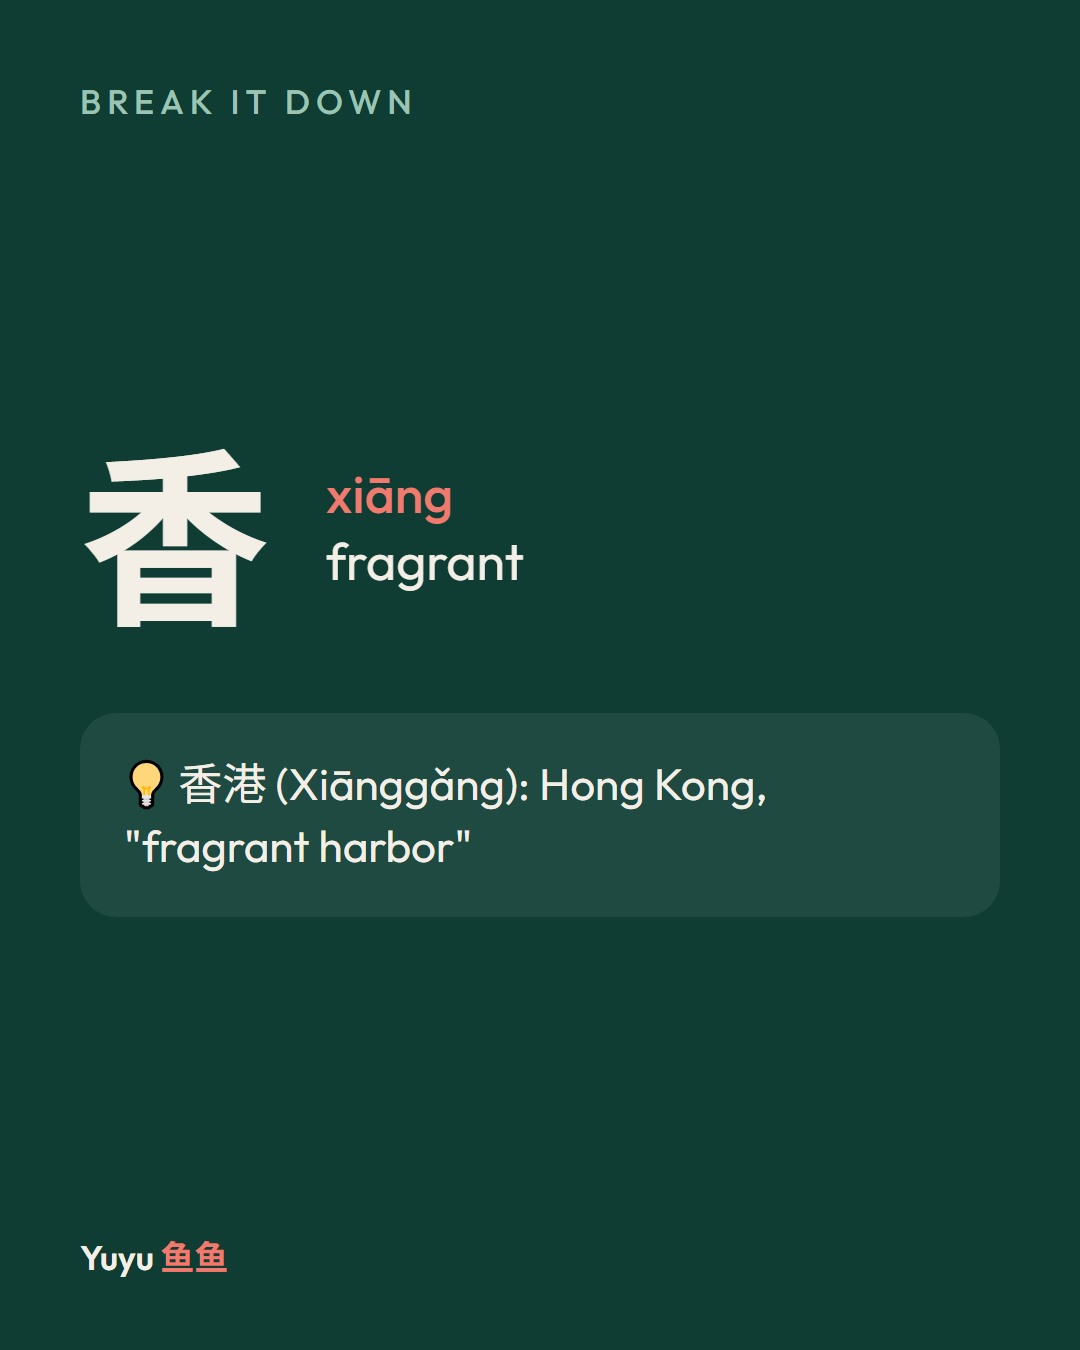 BREAK IT DOWN
香
xiāng
fragrant
💡 香港 (Xiānggǎng): Hong Kong,
"fragrant harbor"
Yuyu 鱼鱼